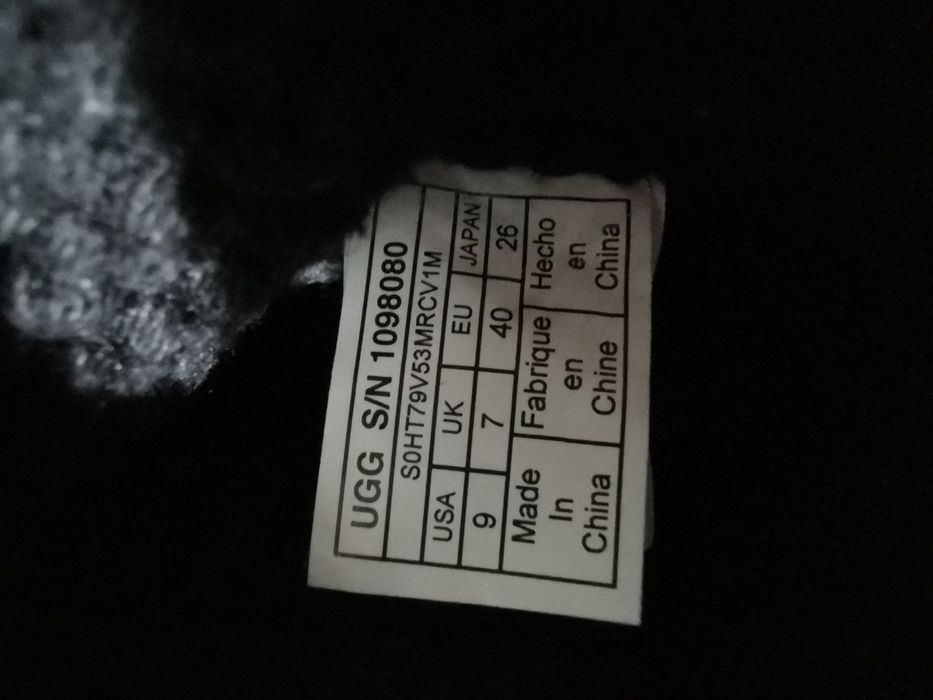 UGG S/N 1098080
S0HT79V53MRCV1M
USA UK EU JAPAN
9 7 40 26
Made Fabrique Hecho
In en en
China Chine China